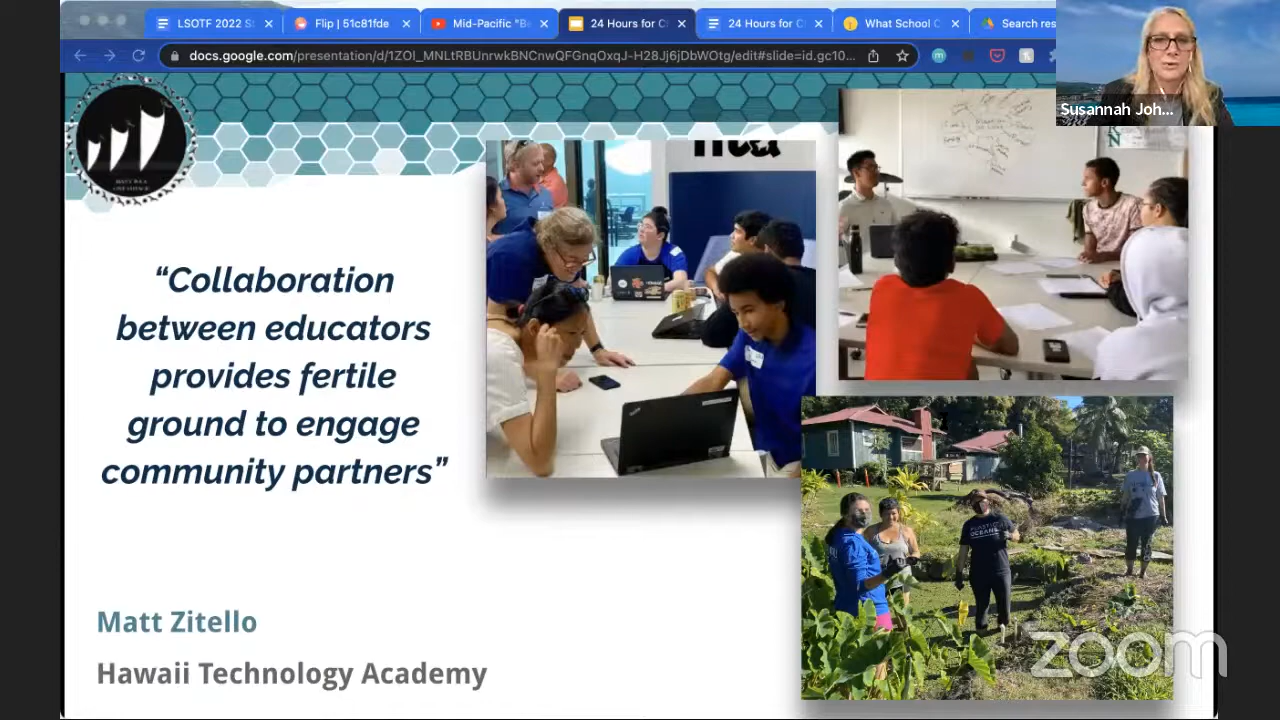 LSOTF 2022 S
Flip | 51c81fde
Mid-Pacific "B
24 Hours for C
24 Hours for C
What School C
Search res
docs.google.com/presentation/d/1ZOl_MNLtRBUnrwkBNCnwQFGnqOxqJ-H28Jj6jDbWOtg/edit#slide=id.gc10...
Susannah Joh...
“Collaboration
between educators
provides fertile
ground to engage
community partners”
OCEANS
Matt Zitello
Hawaii Technology Academy
zoom